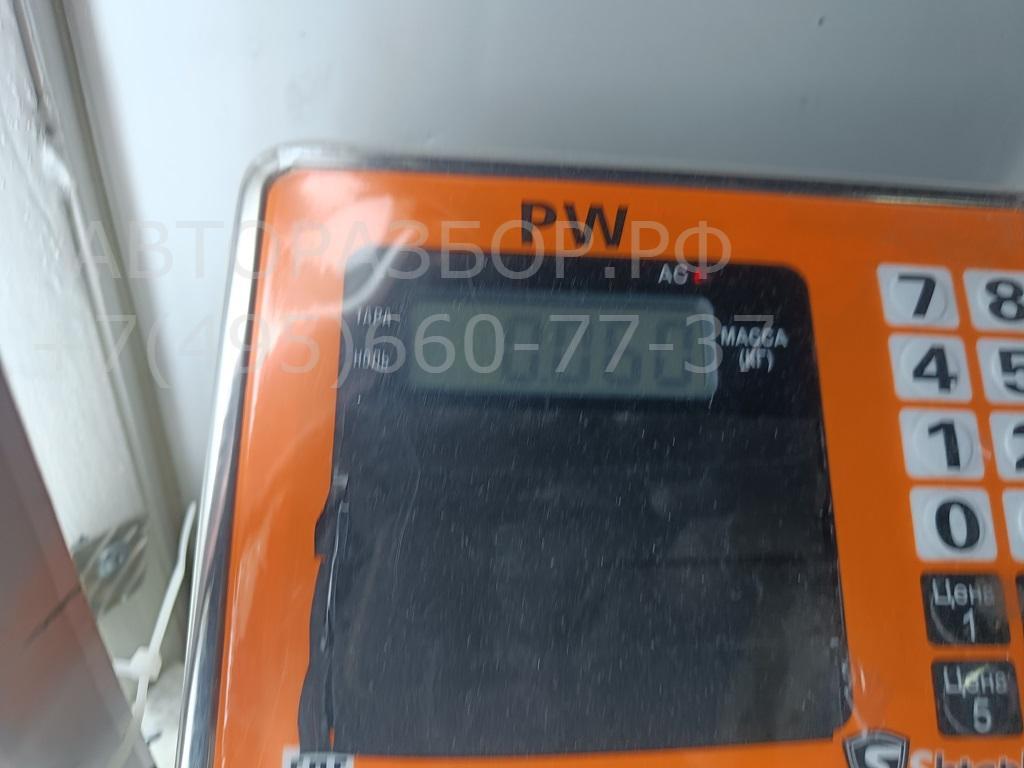 PW
АВТОРАЗБОР.РФ
AC
ТАРА
НОЛЬ
+7(495)660-77-37
МАССА
(КГ)
7 8
4 5
1 2
0
Цена
1
Цена
5